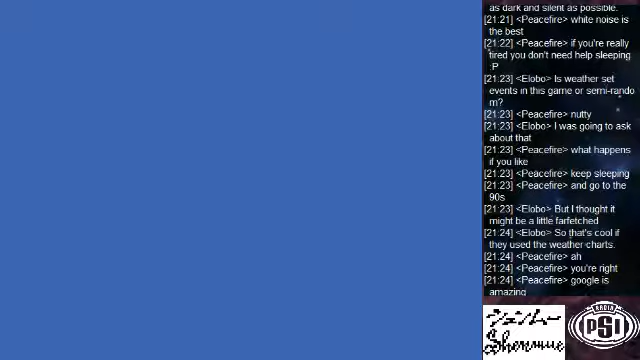 as dark and silent as possible.
[21:21] <Peacefire> white noise is
the best
[21:22] <Peacefire> if you're really
tired you don't need help sleeping
:P
[21:23] <Elobo> Is weather set
events in this game or semi-rando
m?
[21:23] <Peacefire> nutty
[21:23] <Elobo> I was going to ask
about that
[21:23] <Peacefire> what happens
if you like
[21:23] <Peacefire> keep sleeping
[21:23] <Peacefire> and go to the
90s
[21:23] <Elobo> But I thought it
might be a little farfetched
[21:24] <Elobo> So that's cool if
they used the weather charts.
[21:24] <Peacefire> ah
[21:24] <Peacefire> you're right
[21:24] <Peacefire> google is
amazing
Shenmue
RADIO
PSI